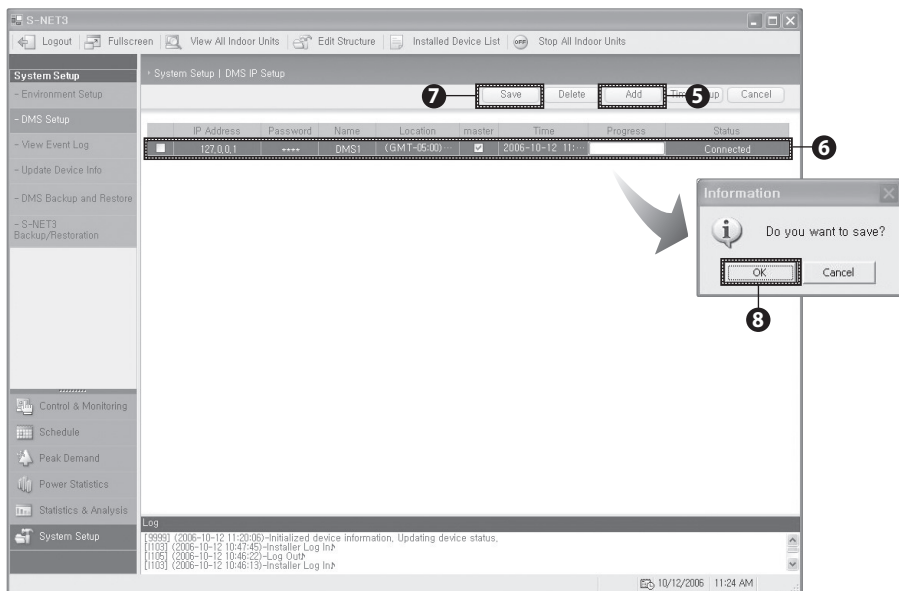 S-NET3
Logout Fullscreen View All Indoor Units Edit Structure Installed Device List OFF Stop All Indoor Units
System Setup
› System Setup | DMS IP Setup
- Environment Setup
7 Save Delete Add 5 Cancel
- DMS Setup
IP Address Password Name Location master Time Progress Status
127.0.0.1 **** DMS1 (GMT-05:00)··· 2006-10-12 11:··· Connected 6
- View Event Log
- Update Device Info
- DMS Backup and Restore
- S-NET3
Backup/Restoration
Information
Do you want to save?
OK Cancel
8
Control & Monitoring
Schedule
Peak Demand
Power Statistics
Statistics & Analysis
System Setup
Log
[9999] (2006-10-12 11:20:06)-Initialized device information, Updating device status,
[I103] (2006-10-12 10:47:45)-Installer Log In
[I105] (2006-10-12 10:46:22)-Log Out
[I103] (2006-10-12 10:46:13)-Installer Log In
10/12/2006 11:24 AM